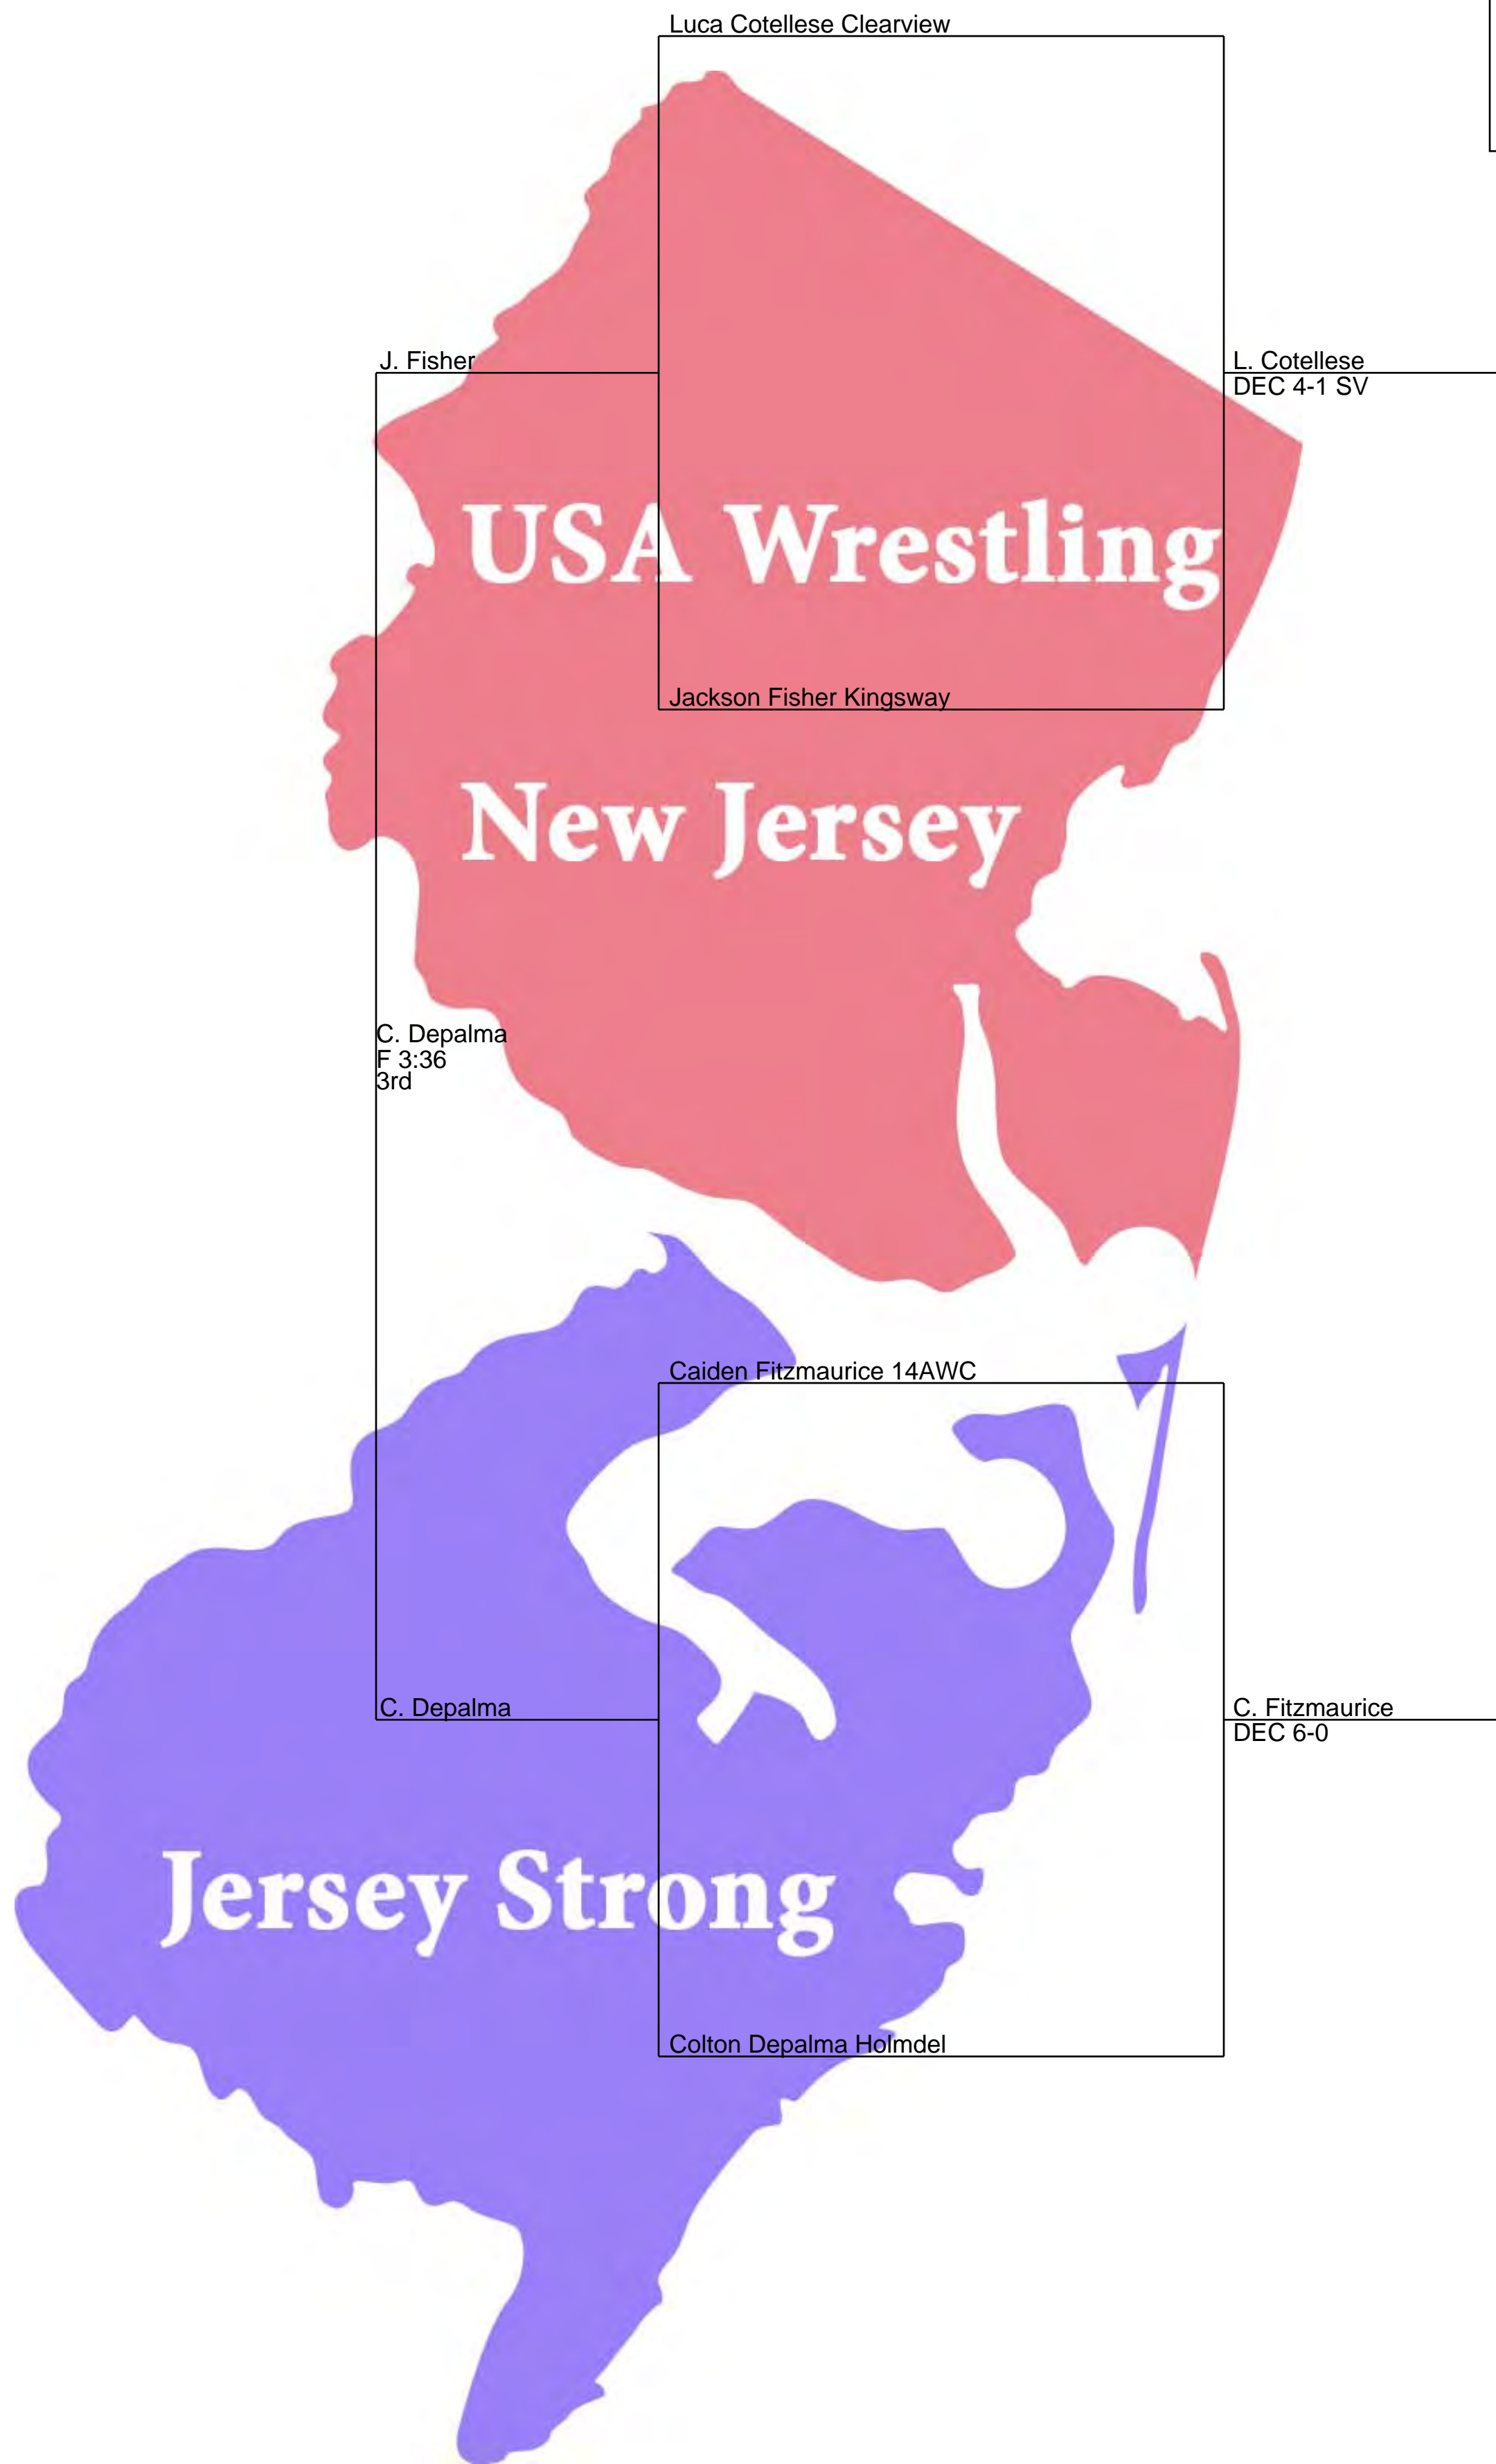 Luca Cotellese Clearview
J. Fisher
L. Cotellese
DEC 4-1 SV
USA Wrestling
Jackson Fisher Kingsway
New Jersey
C. Depalma
F 3:36
3rd
Caiden Fitzmaurice 14AWC
C. Depalma
C. Fitzmaurice
DEC 6-0
Jersey Strong
Colton Depalma Holmdel